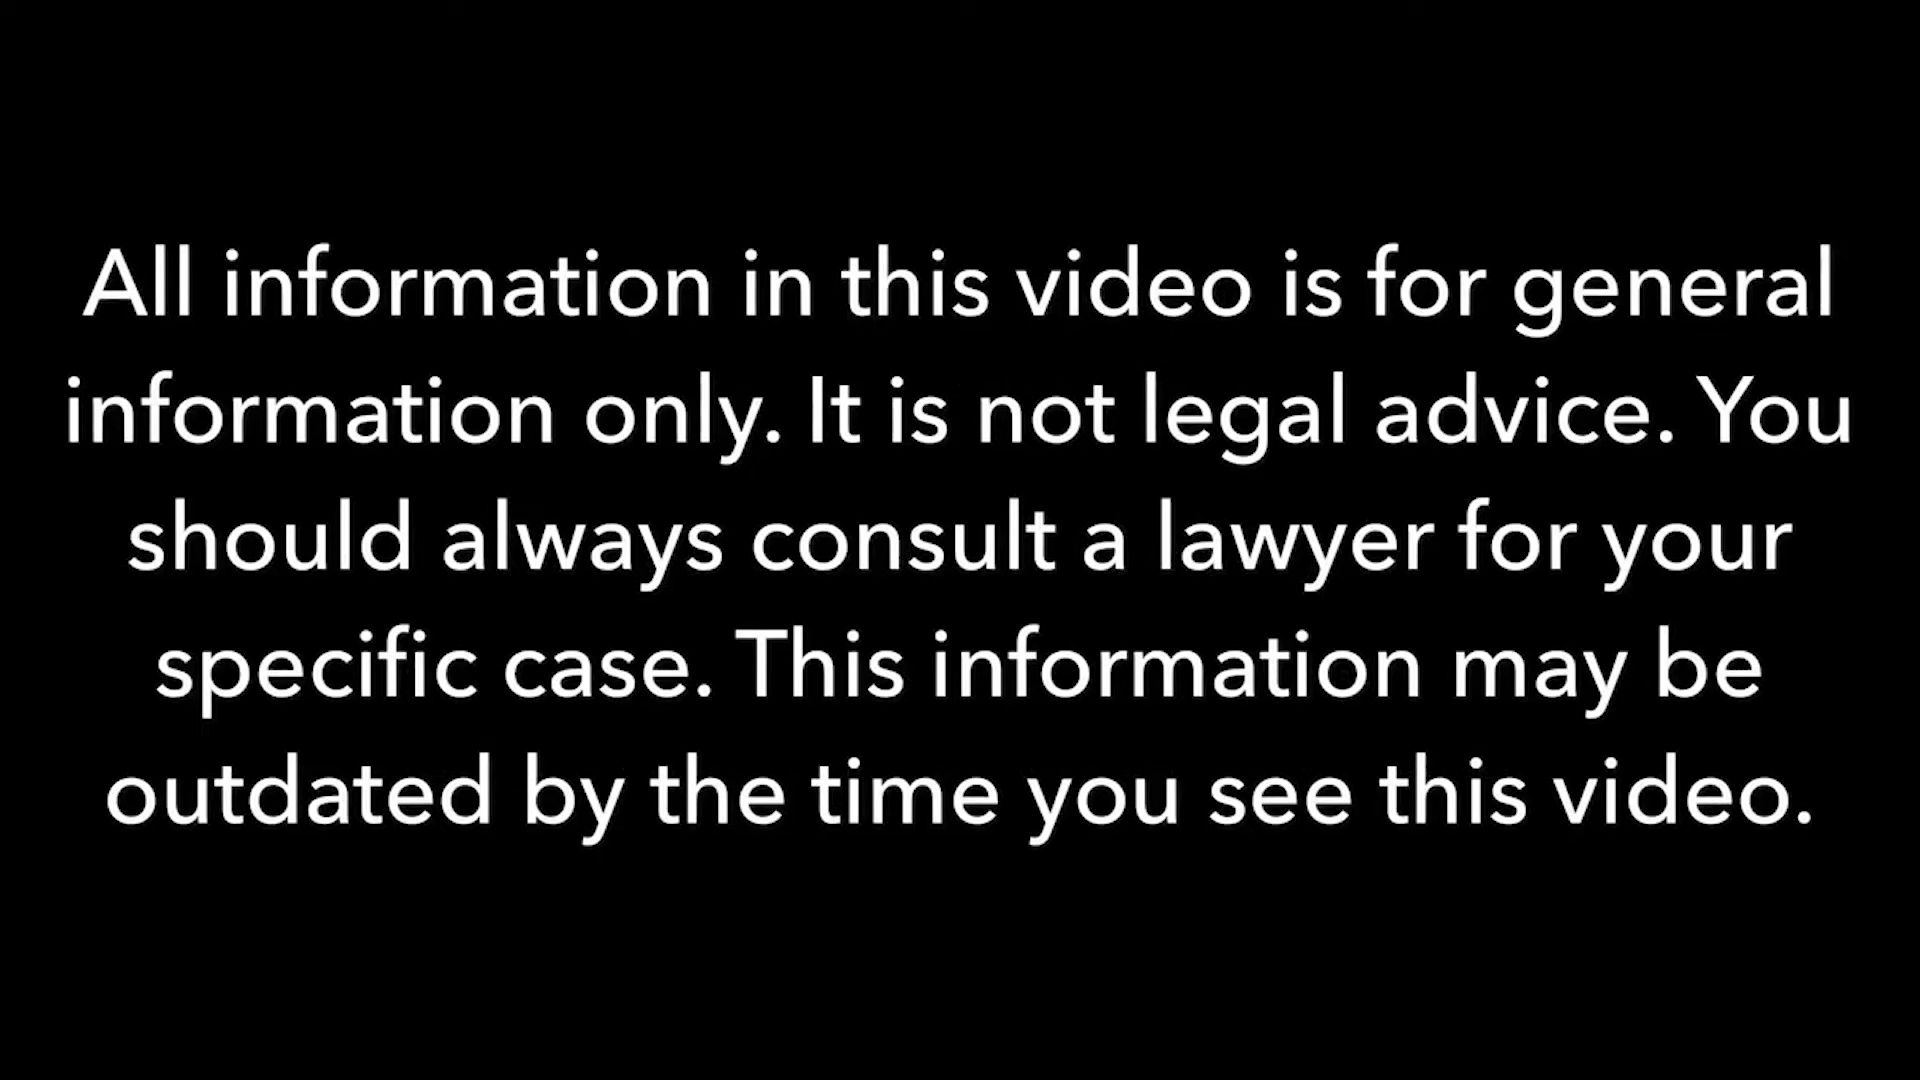 All information in this video is for general
information only. It is not legal advice. You
should always consult a lawyer for your
specific case. This information may be
outdated by the time you see this video.